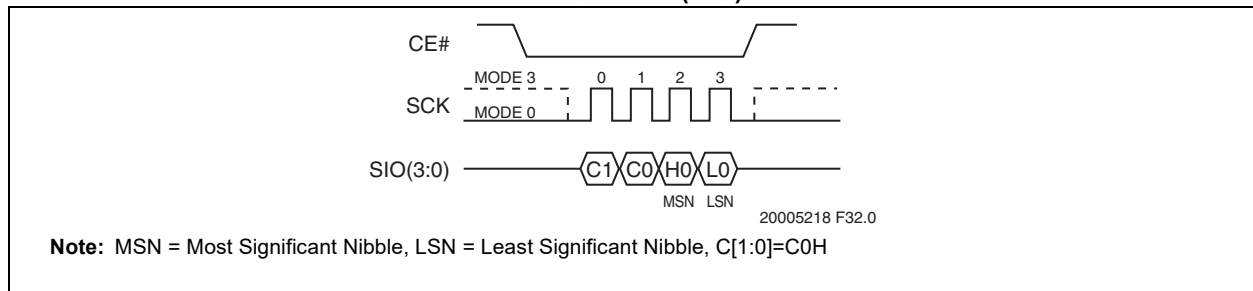 CE#
MODE 3 0 1 2 3
SCK
MODE 0
SIO(3:0) C1 C0 H0 L0
MSN LSN
20005218 F32.0
Note: MSN = Most Significant Nibble, LSN = Least Significant Nibble, C[1:0]=C0H